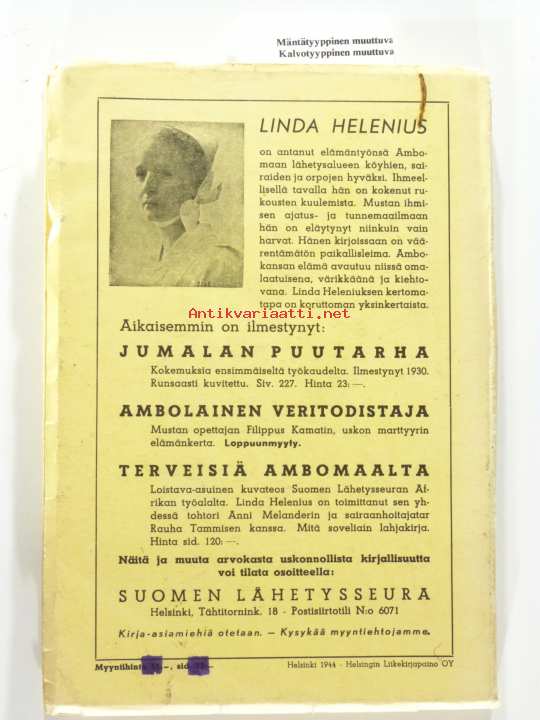 Mäntätyyppinen muuttuva
Kalvotyyppinen muuttuva
LINDA HELENIUS
on antanut elämäntyönsä Ambo-
maan lähetysalueen köyhien, sai-
raiden ja orpojen hyväksi. Ihmeel-
lisellä tavalla hän on kokenut ru-
kousten kuulemista. Mustan ihmi-
sen ajatus- ja tunnemaailmaan
hän on eläytynyt niinkuin vain
harvat. Hänen kirjoissaan on vää-
rentämätön paikallisleima. Ambo-
kansan elämä avautuu niissä oma-
laatuisena, värikkäänä ja kiehto-
vana. Linda Heleniuksen kertoma-
tapa on koruttoman yksinkertaista.
Antikvariaatti.net
Aikaisemmin on ilmestynyt:
JUMALAN PUUTARHA
Kokemuksia ensimmäiseltä työkaudelta. Ilmestynyt 1930.
Runsaasti kuvitettu. Siv. 227. Hinta 23:—.
AMBOLAINEN VERITODISTAJA
Mustan opettajan Filippus Kamatin, uskon marttyyrin
elämänkerta. Loppuunmyyty.
TERVEISIÄ AMBOMAALTA
Loistava-asuinen kuvateos Suomen Lähetysseuran Af-
rikan työalalta. Linda Helenius on toimittanut sen yh-
dessä tohtori Anni Melanderin ja sairaanhoitajatar
Rauha Tammisen kanssa. Mitä soveliain lahjakirja.
Hinta sid. 120:—.
Näitä ja muuta arvokasta uskonnollista kirjallisuutta
voi tilata osoitteella:
SUOMEN LÄHETYSSEURA
Helsinki, Tähtitornink. 18 - Postisiirtotili N:o 6071
Kirja-asiamiehiä otetaan. — Kysykää myyntiehtojamme.
Myyntihinta –, sid. –
Helsinki 1944 - Helsingin Liikekirjapaino OY